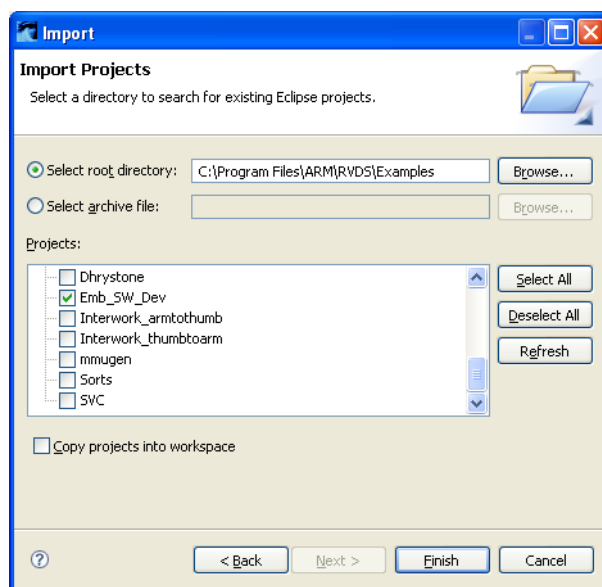 Import
Import Projects
Select a directory to search for existing Eclipse projects.
Select root directory: C:\Program Files\ARM\RVDS\Examples Browse...
Select archive file: Browse...
Projects:
Dhrystone
Emb_SW_Dev
Interwork_armtothumb
Interwork_thumbtoarm
mmugen
Sorts
SVC
Select All
Deselect All
Refresh
Copy projects into workspace
? < Back Next > Finish Cancel